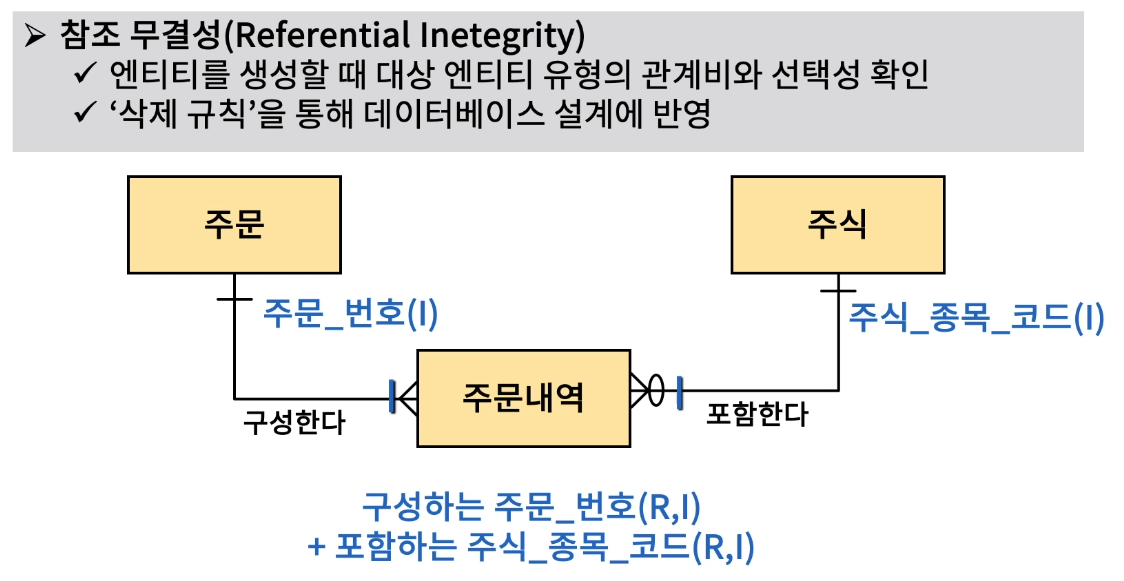 ➢ 참조 무결성(Referential Inetegrity)
✓ 엔티티를 생성할 때 대상 엔티티 유형의 관계비와 선택성 확인
✓ ‘삭제 규칙’을 통해 데이터베이스 설계에 반영
주문
주식
주문_번호(I)
주식_종목_코드(I)
주문내역
구성한다
포함한다
구성하는 주문_번호(R,I)
+ 포함하는 주식_종목_코드(R,I)